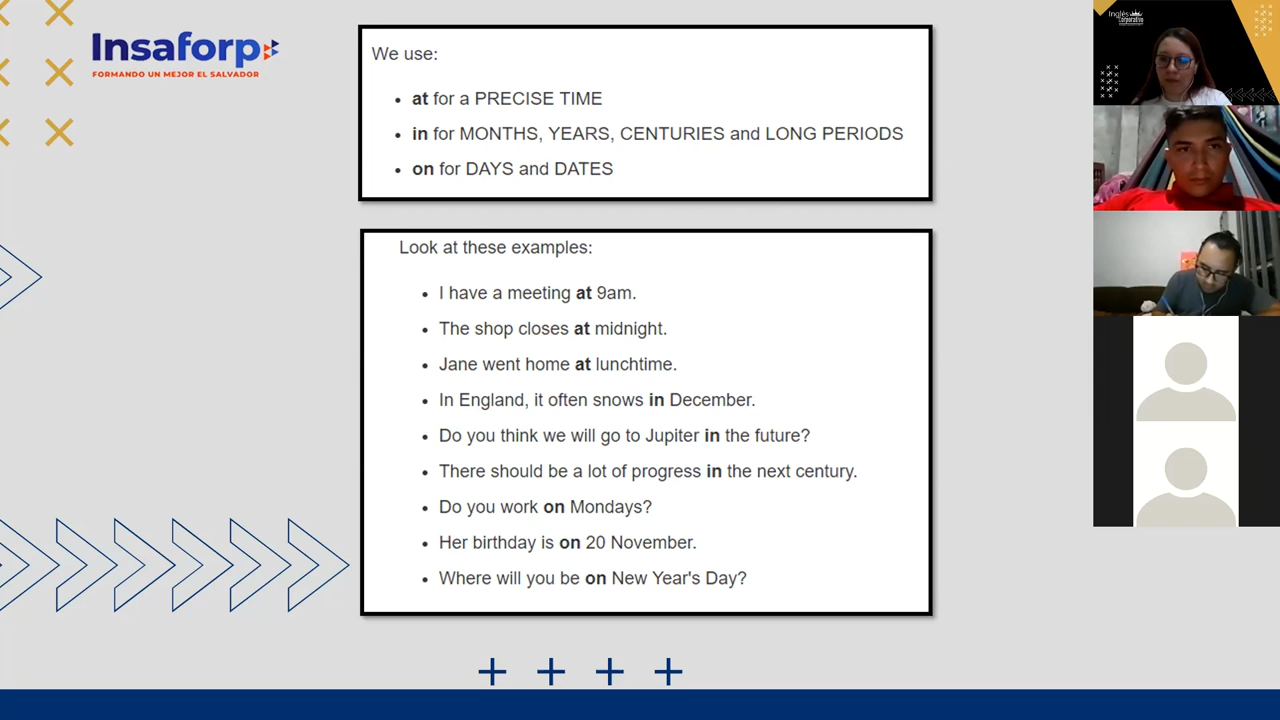 Insaforp
FORMANDO UN MEJOR EL SALVADOR
We use:
• at for a PRECISE TIME
• in for MONTHS, YEARS, CENTURIES and LONG PERIODS
• on for DAYS and DATES
Look at these examples:
• I have a meeting at 9am.
• The shop closes at midnight.
• Jane went home at lunchtime.
• In England, it often snows in December.
• Do you think we will go to Jupiter in the future?
• There should be a lot of progress in the next century.
• Do you work on Mondays?
• Her birthday is on 20 November.
• Where will you be on New Year's Day?
Inglés
Corporativo